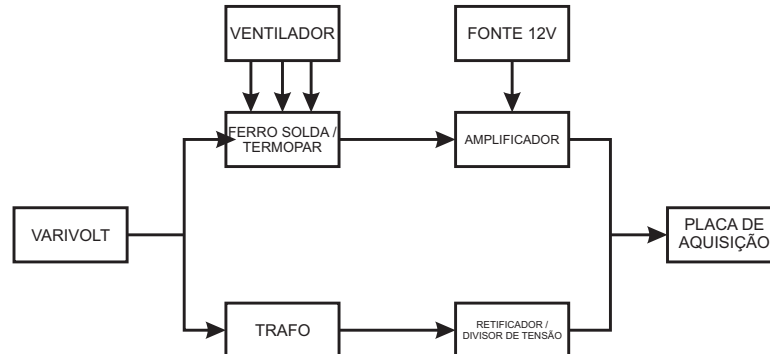 VENTILADOR
FONTE 12V
FERRO SOLDA /
TERMOPAR
AMPLIFICADOR
VARIVOLT
PLACA DE
AQUISIÇÃO
TRAFO
RETIFICADOR /
DIVISOR DE TENSÃO